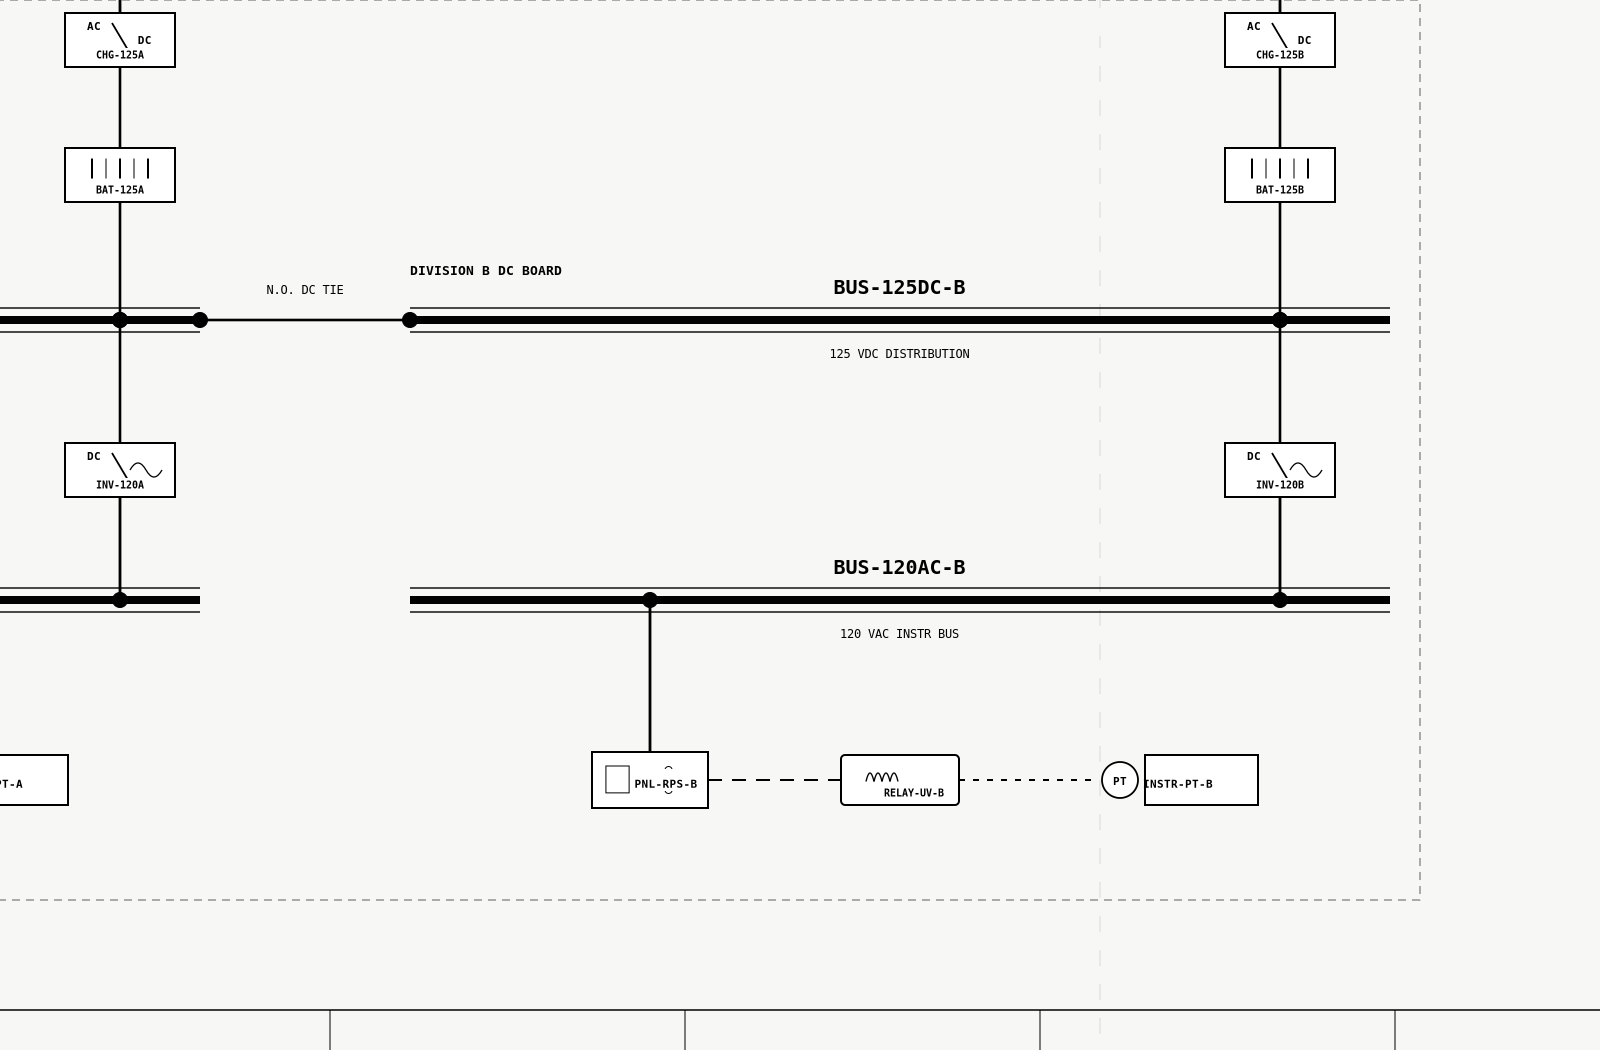 AC
DC
CHG-125A
AC
DC
CHG-125B
BAT-125A
BAT-125B
DIVISION B DC BOARD
N.O. DC TIE
BUS-125DC-B
125 VDC DISTRIBUTION
DC
INV-120A
DC
INV-120B
BUS-120AC-B
120 VAC INSTR BUS
PT-A
PNL-RPS-B
RELAY-UV-B
PT
INSTR-PT-B